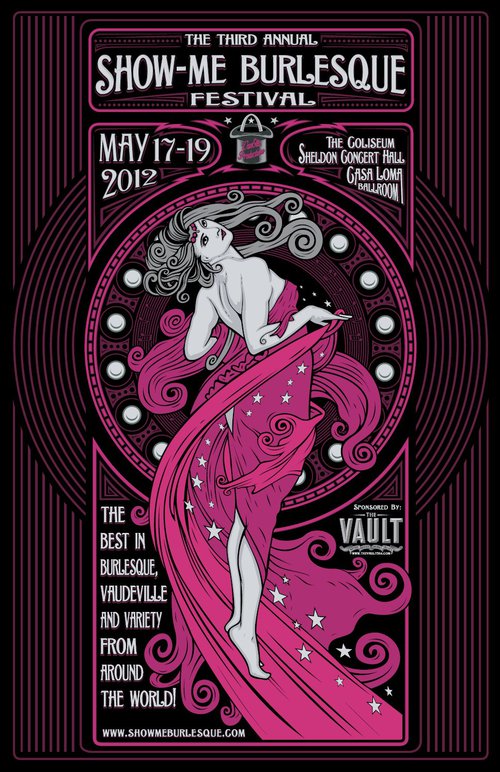 THE THIRD ANNUAL
SHOW-ME BURLESQUE
FESTIVAL
MAY 17-19
2012
THE COLISEUM
SHELDON CONCERT HALL
CASA LOMA
BALLROOM
THE
BEST IN
BURLESQUE,
VAUDEVILLE
AND VARIETY
FROM
AROUND
THE WORLD!
SPONSORED BY:
THE
VAULT
WWW.SHOWMEBURLESQUE.COM